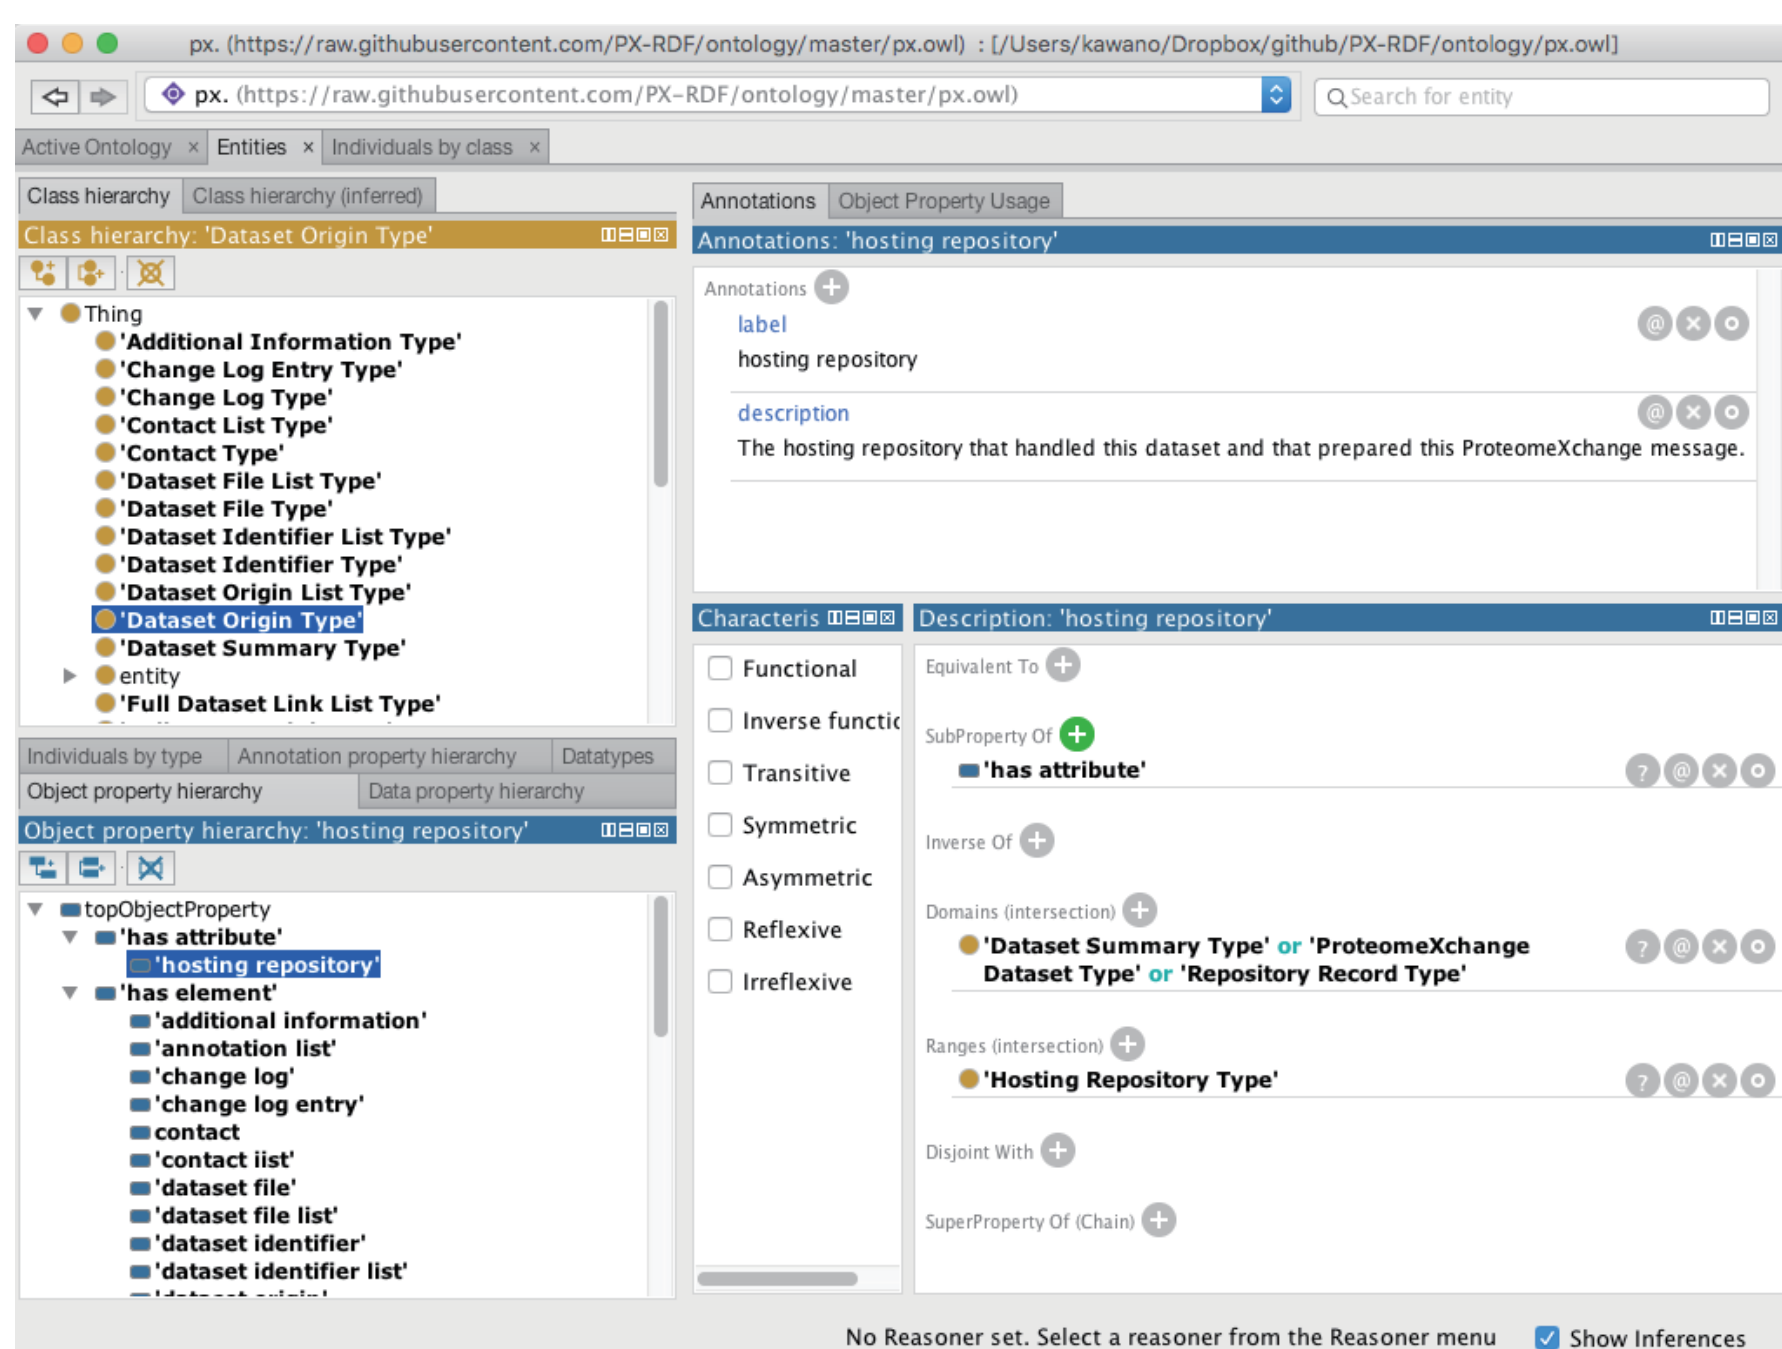 px. (https://raw.githubusercontent.com/PX-RDF/ontology/master/px.owl) : [/Users/kawano/Dropbox/github/PX-RDF/ontology/px.owl]
px. (https://raw.githubusercontent.com/PX-RDF/ontology/master/px.owl)
Search for entity
Active Ontology × Entities × Individuals by class ×
Class hierarchy Class hierarchy (inferred)
Class hierarchy: 'Dataset Origin Type'
Thing
'Additional Information Type'
'Change Log Entry Type'
'Change Log Type'
'Contact List Type'
'Contact Type'
'Dataset File List Type'
'Dataset File Type'
'Dataset Identifier List Type'
'Dataset Identifier Type'
'Dataset Origin List Type'
'Dataset Origin Type'
'Dataset Summary Type'
entity
'Full Dataset Link List Type'
Individuals by type Annotation property hierarchy Datatypes
Object property hierarchy Data property hierarchy
Object property hierarchy: 'hosting repository'
topObjectProperty
'has attribute'
'hosting repository'
'has element'
'additional information'
'annotation list'
'change log'
'change log entry'
contact
'contact list'
'dataset file'
'dataset file list'
'dataset identifier'
'dataset identifier list'
'dataset origin'
Annotations Object Property Usage
Annotations: 'hosting repository'
Annotations
label
hosting repository
description
The hosting repository that handled this dataset and that prepared this ProteomeXchange message.
Characteris
Functional
Inverse functic
Transitive
Symmetric
Asymmetric
Reflexive
Irreflexive
Description: 'hosting repository'
Equivalent To
SubProperty Of
'has attribute'
Inverse Of
Domains (intersection)
'Dataset Summary Type' or 'ProteomeXchange
Dataset Type' or 'Repository Record Type'
Ranges (intersection)
'Hosting Repository Type'
Disjoint With
SuperProperty Of (Chain)
No Reasoner set. Select a reasoner from the Reasoner menu
Show Inferences